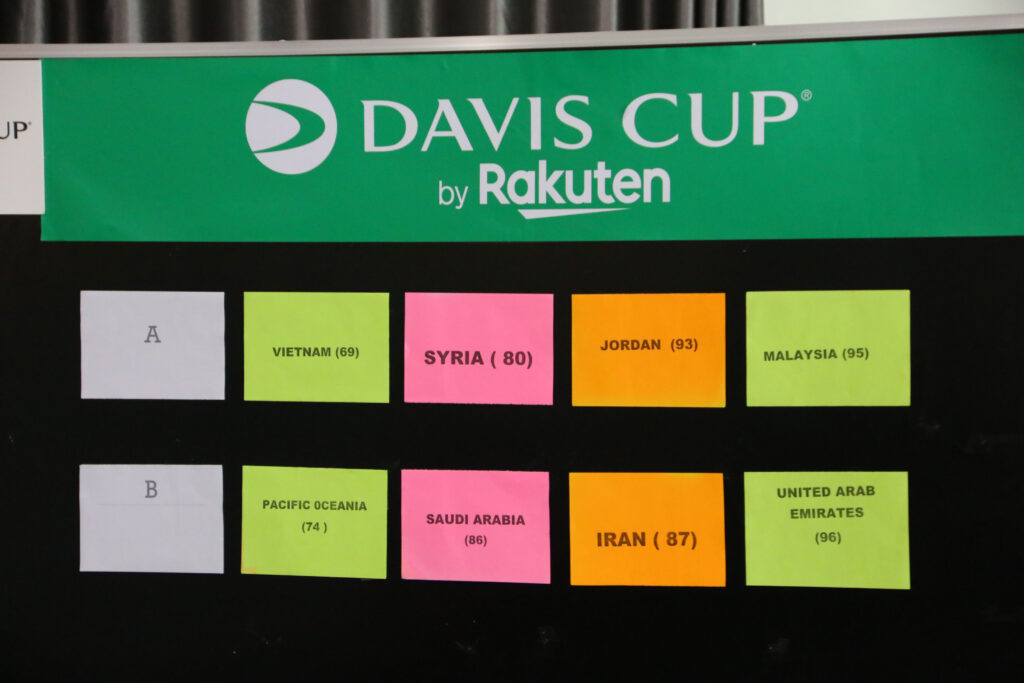 UP®
DAVIS CUP®
by Rakuten
A
VIETNAM (69)
SYRIA ( 80)
JORDAN (93)
MALAYSIA (95)
B
PACIFIC 0CEANIA
(74 )
SAUDI ARABIA
(86)
IRAN ( 87)
UNITED ARAB
EMIRATES
(96)